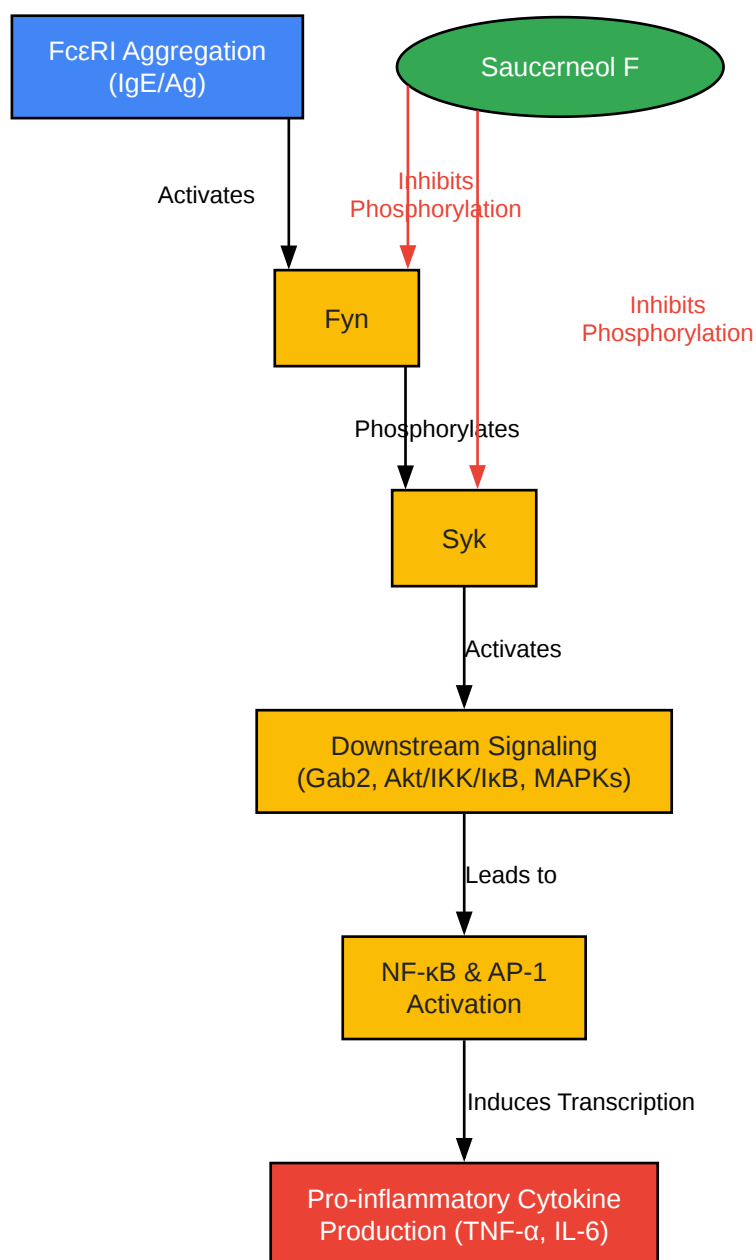 FcεRI Aggregation
(IgE/Ag)
Saucerneol F
Activates
Inhibits
Phosphorylation
Fyn
Inhibits
Phosphorylation
Phosphorylates
Syk
Activates
Downstream Signaling
(Gab2, Akt/IKK/IκB, MAPKs)
Leads to
NF-κB & AP-1
Activation
Induces Transcription
Pro-inflammatory Cytokine
Production (TNF-α, IL-6)